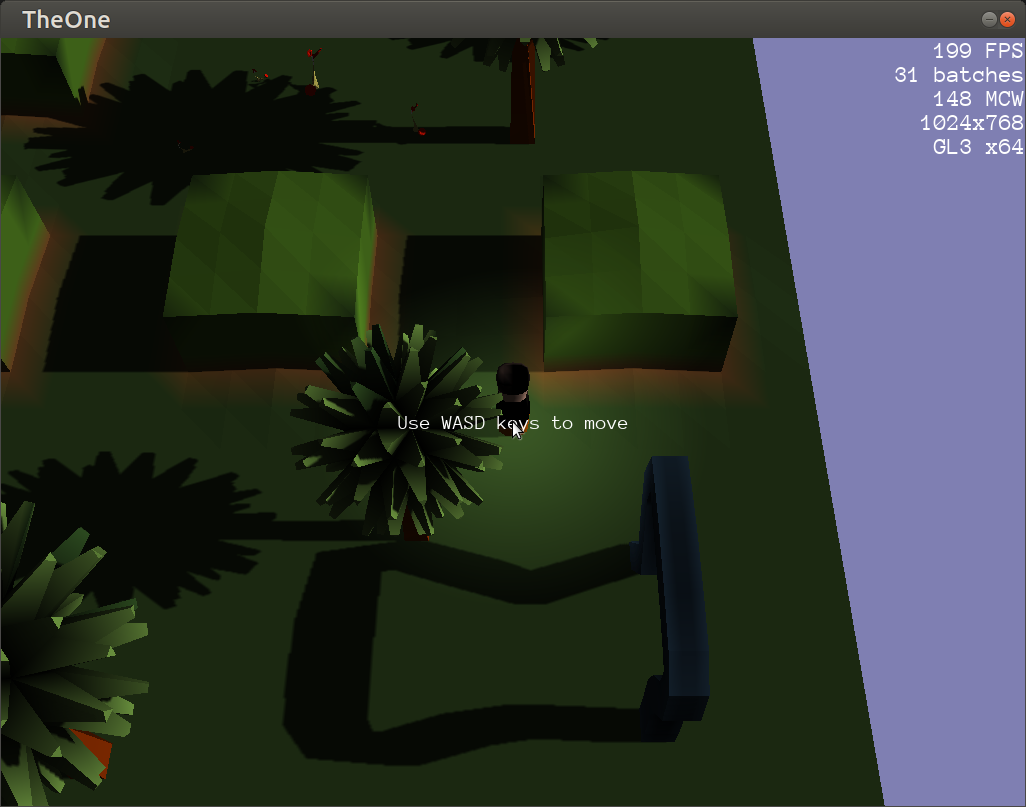 TheOne
199 FPS
31 batches
148 MCW
1024x768
GL3 x64
Use WASD keys to move